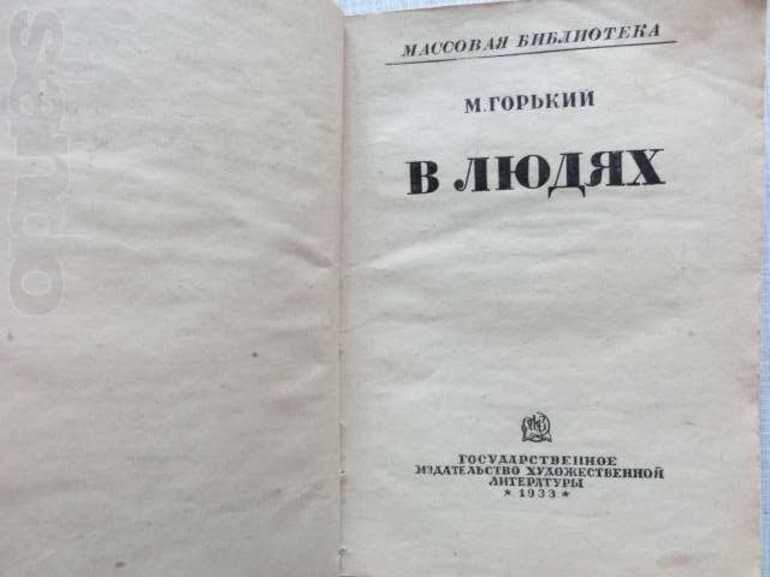 МАССОВАЯ БИБЛИОТЕКА
М. ГОРЬКИЙ
В ЛЮДЯХ
ГОСУДАРСТВЕННОЕ
ИЗДАТЕЛЬСТВО ХУДОЖЕСТВЕННОЙ
ЛИТЕРАТУРЫ
* 1933 *